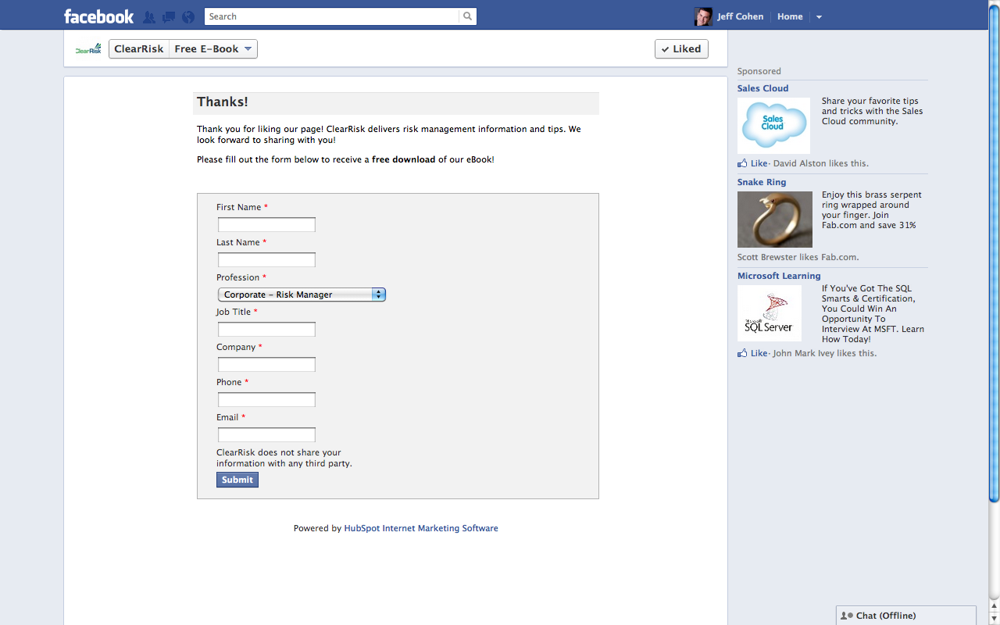 facebook
Search
Jeff Cohen
Home
ClearRisk
ClearRisk
Free E-Book
Liked
Thanks!
Thank you for liking our page! ClearRisk delivers risk management information and tips. We
look forward to sharing with you!
Please fill out the form below to receive a free download of our eBook!
First Name *
Last Name *
Profession *
Corporate - Risk Manager
Job Title *
Company *
Phone *
Email *
ClearRisk does not share your
information with any third party.
Submit
Powered by HubSpot Internet Marketing Software
Sponsored
Sales Cloud
Sales
Cloud
Share your favorite tips
and tricks with the Sales
Cloud community.
Like · David Alston likes this.
Snake Ring
Enjoy this brass serpent
ring wrapped around
your finger. Join
Fab.com and save 31%
Scott Brewster likes Fab.com.
Microsoft Learning
Microsoft
SQL Server
If You've Got The SQL
Smarts & Certification,
You Could Win An
Opportunity To
Interview At MSFT. Learn
How Today!
Like · John Mark Ivey likes this.
Chat (Offline)